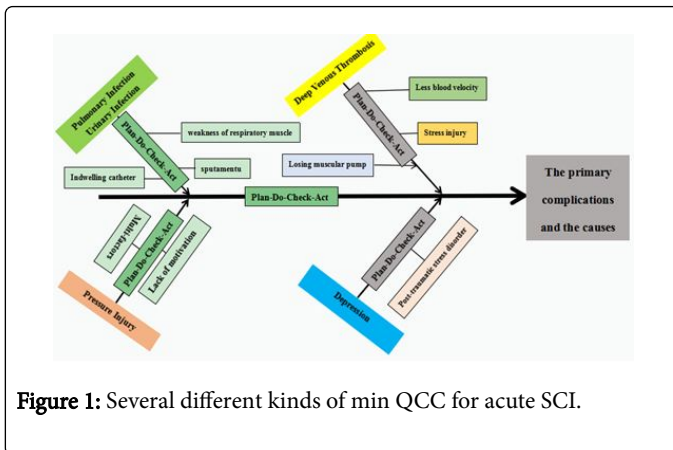 Pulmonary Infection
Urinary Infection
Plan-Do-Check-Act
weakness of respiratory muscle
sputamentu
Indwelling catheter
Deep Venous Thrombosis
Plan-Do-Check-Act
Less blood velocity
Stress injury
Losing muscular pump
Plan-Do-Check-Act
The primary
complications
and the causes
Multi-factors
Plan-Do-Check-Act
Lack of motivation
Pressure Injury
Plan-Do-Check-Act
Post-traumatic stress disorder
Depression
Figure 1: Several different kinds of min QCC for acute SCI.